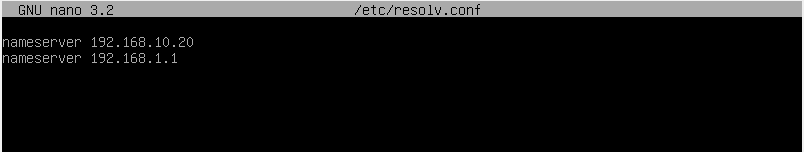 GNU nano 3.2 /etc/resolv.conf
nameserver 192.168.10.20
nameserver 192.168.1.1